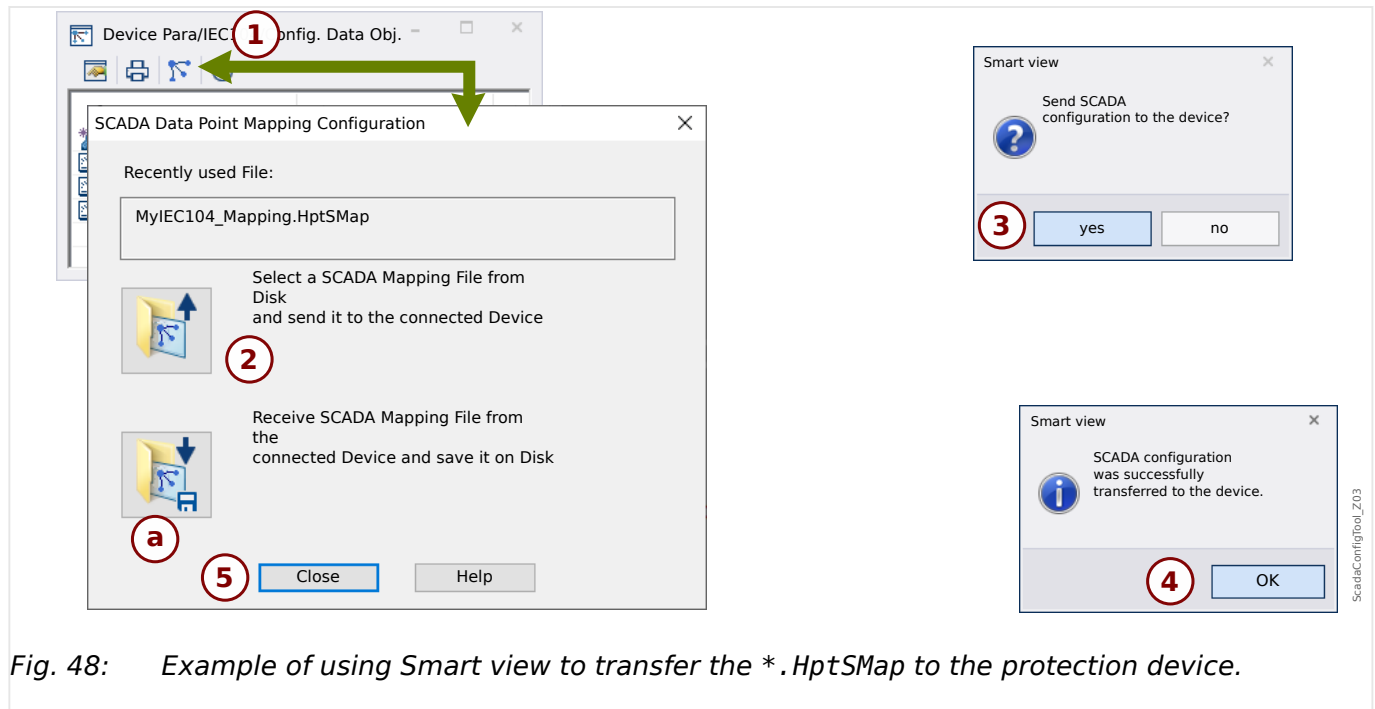 Device Para/IEC1
onfig. Data Obj.
1
SCADA Data Point Mapping Configuration
Recently used File:
MyIEC104_Mapping.HptSMap
Select a SCADA Mapping File from
Disk
and send it to the connected Device
2
Receive SCADA Mapping File from
the
connected Device and save it on Disk
a
5
Close
Help
Smart view
Send SCADA
configuration to the device?
3
yes
no
Smart view
SCADA configuration
was successfully
transferred to the device.
4
OK
ScadaConfigTool_Z03
Fig. 48: Example of using Smart view to transfer the *.HptSMap to the protection device.